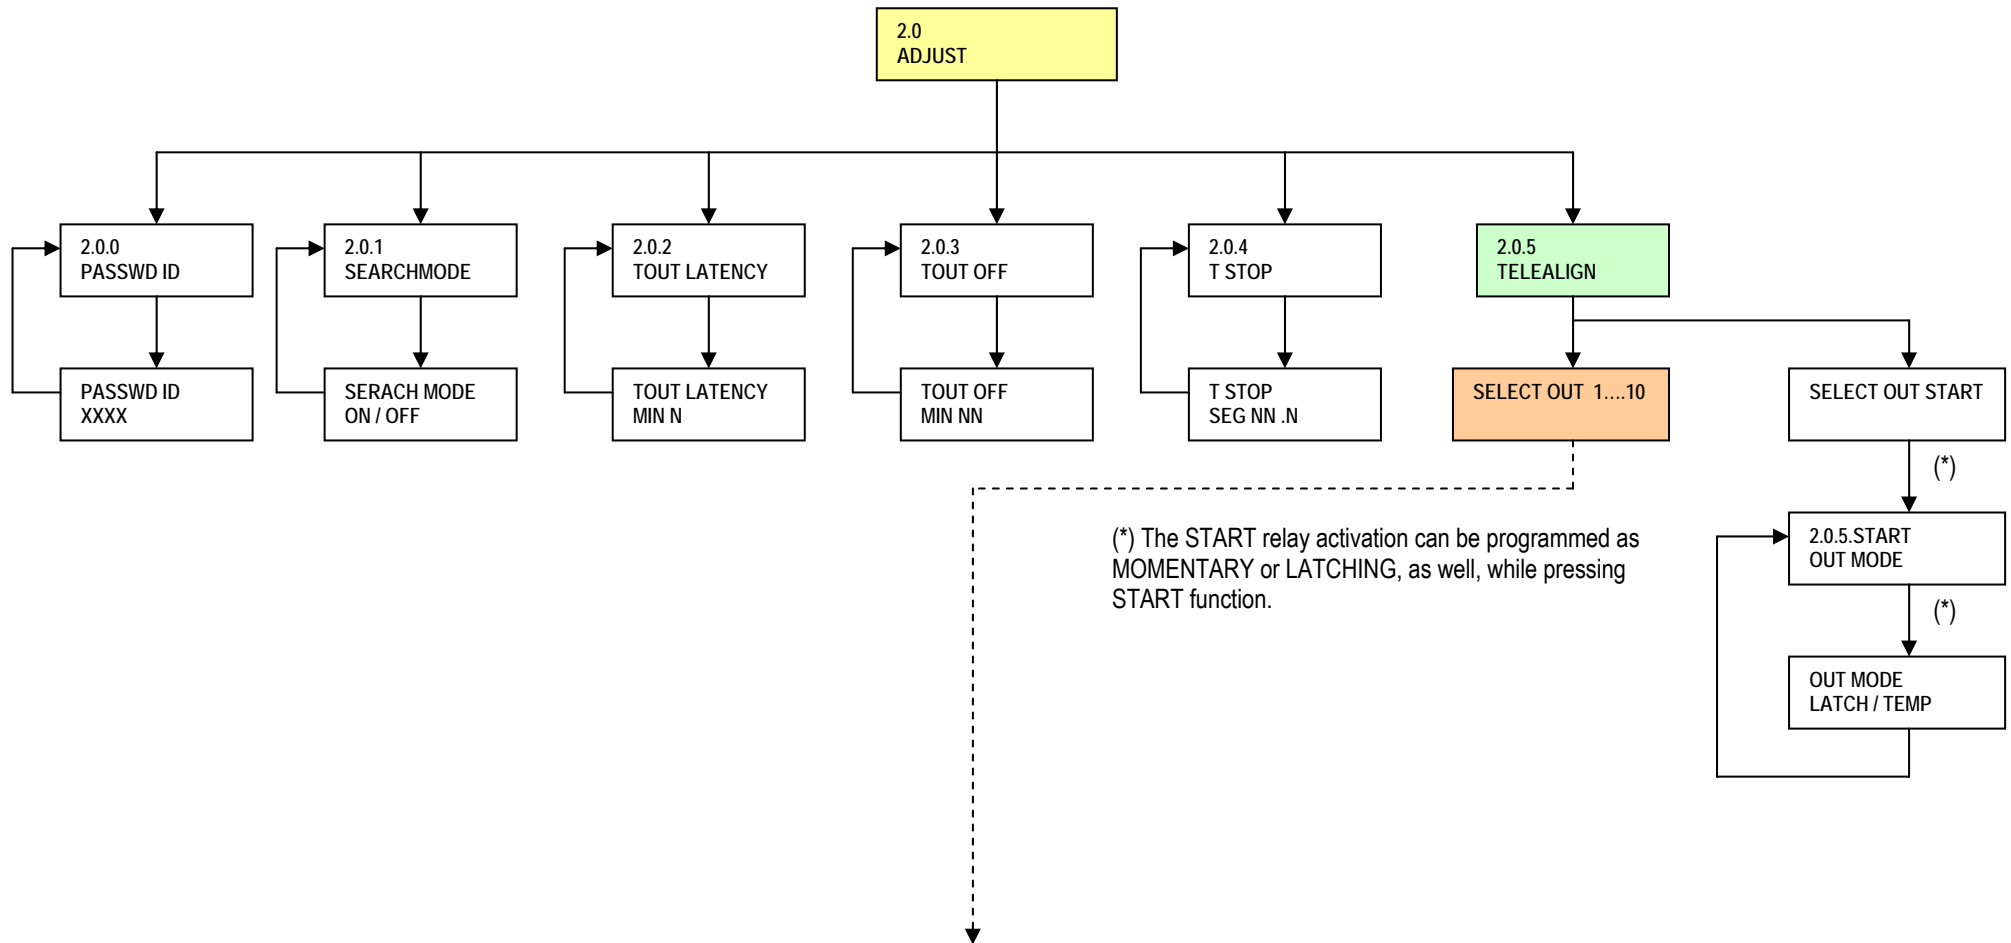 2.0
ADJUST
2.0.0
PASSWD ID
2.0.1
SEARCHMODE
2.0.2
TOUT LATENCY
2.0.3
TOUT OFF
2.0.4
T STOP
2.0.5
TELEALIGN
PASSWD ID
XXXX
SERACH MODE
ON / OFF
TOUT LATENCY
MIN N
TOUT OFF
MIN NN
T STOP
SEG NN .N
SELECT OUT 1....10
SELECT OUT START
(*)
(*) The START relay activation can be programmed as
MOMENTARY or LATCHING, as well, while pressing
START function.
2.0.5.START
OUT MODE
(*)
OUT MODE
LATCH / TEMP